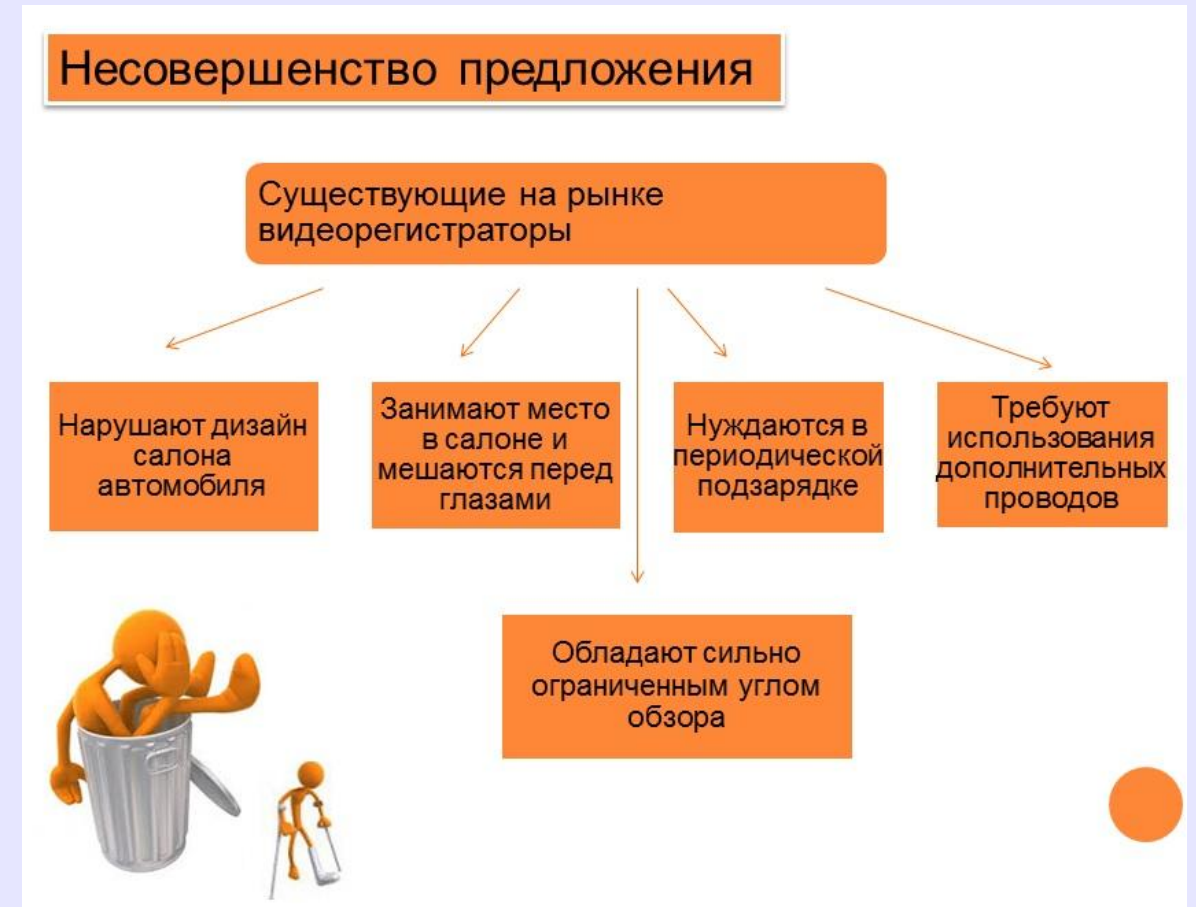 Несовершенство предложения
Существующие на рынке
видеорегистраторы
Нарушают дизайн
салона
автомобиля
Занимают место
в салоне и
мешаются перед
глазами
Нуждаются в
периодической
подзарядке
Требуют
использования
дополнительных
проводов
Обладают сильно
ограниченным углом
обзора